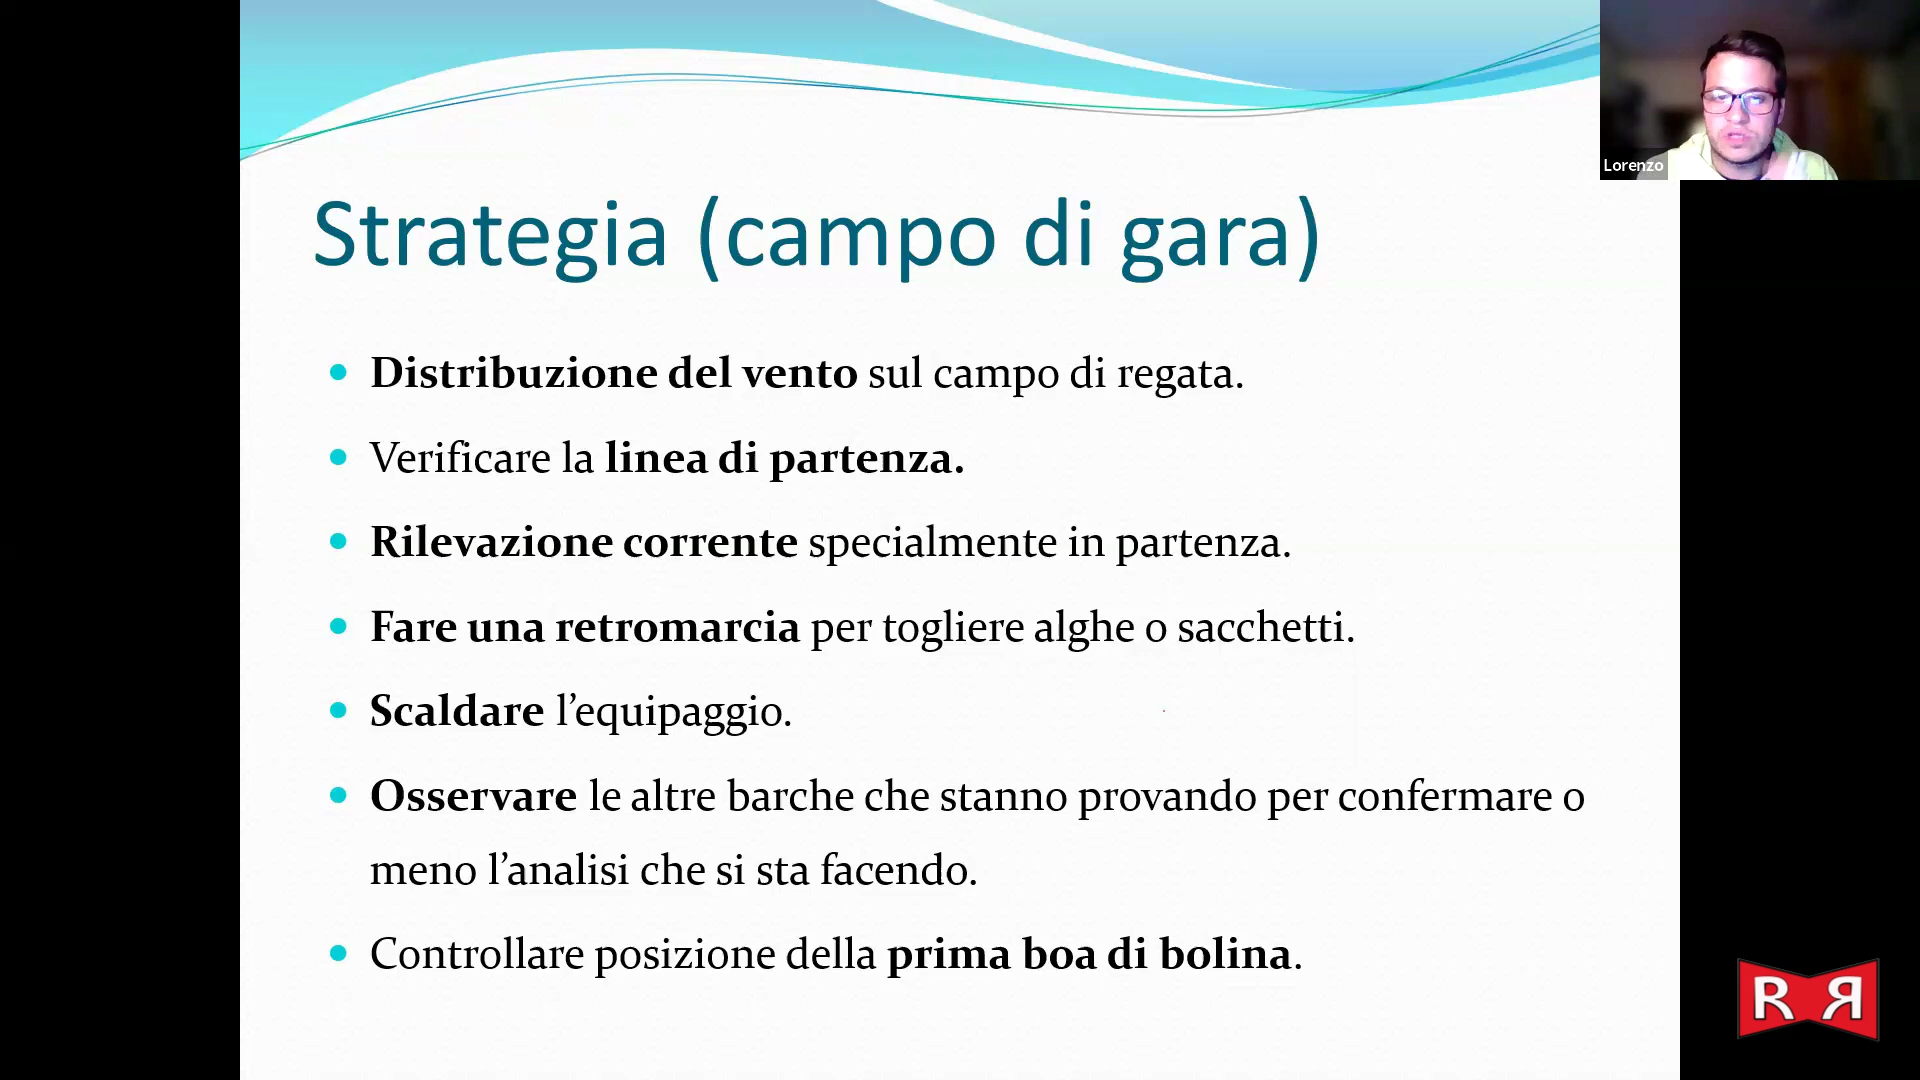 Lorenzo
Strategia (campo di gara)
Distribuzione del vento sul campo di regata.
Verificare la linea di partenza.
Rilevazione corrente specialmente in partenza.
Fare una retromarcia per togliere alghe o sacchetti.
Scaldare l’equipaggio.
Osservare le altre barche che stanno provando per confermare o
meno l’analisi che si sta facendo.
Controllare posizione della prima boa di bolina.
R R